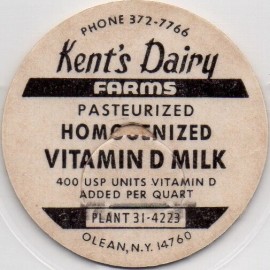 PHONE 372-7766
Kent's Dairy
FARMS
PASTEURIZED
HOMOGENIZED
VITAMIN D MILK
400 USP UNITS VITAMIN D
ADDED PER QUART
PLANT 31-4223
OLEAN, N.Y. 14760